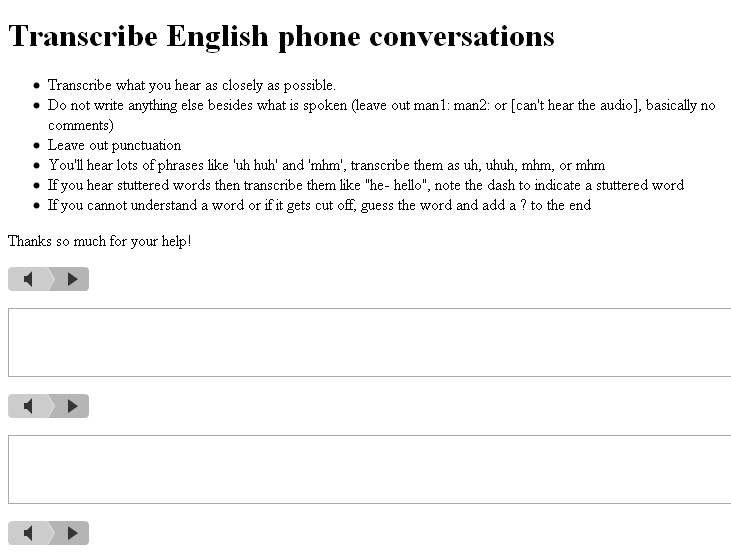 Transcribe English phone conversations
Transcribe what you hear as closely as possible.
Do not write anything else besides what is spoken (leave out man1: man2: or [can't hear the audio], basically no
comments)
Leave out punctuation
You'll hear lots of phrases like 'uh huh' and 'mhm', transcribe them as uh, uhuh, mhm, or mhm
If you hear stuttered words then transcribe them like "he- hello", note the dash to indicate a stuttered word
If you cannot understand a word or if it gets cut off, guess the word and add a ? to the end
Thanks so much for your help!